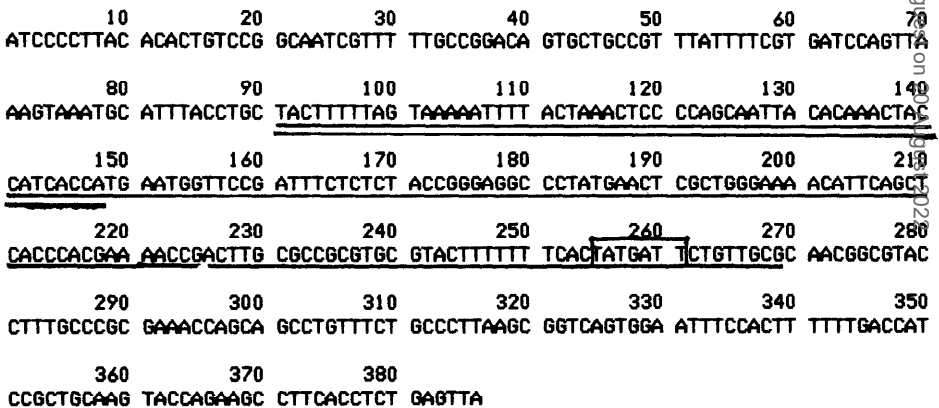 10 20 30 40 50 60 70
ATCCCCTTAC ACACTGTCCG GCAATCGTTT TTGCCGGACA GTGCTGCCGT TTATTTTCGT GATCCAGTTA
80 90 100 110 120 130 140
AAGTAAATGC ATTTACCTGC TACTTTTTAG TAAAAATTTT ACTAAACTCC CCAGCAATTA CACAAACTAC
150 160 170 180 190 200 210
CATCACCATG AATGGTTCCG ATTTCTCTCT ACCGGGAGGC CCTATGAACT CGCTGGGAAA ACATTCAGCT
220 230 240 250 260 270 280
CACCCACGAA AACCGACTTG CGCCGCGTGC GTACTTTTTT TCACTATGAT TCTGTTGCGC AACGGCGTAC
290 300 310 320 330 340 350
CTTTGCCCGC GAAACCAGCA GCCTGTTTCT GCCCTTAAGC GGTCAGTGGA ATTTCCACTT TTTTGACCAT
360 370 380
CCGCTGCAAG TACCAGAAGC CTTCACCTCT GAGTTA
on August 2022